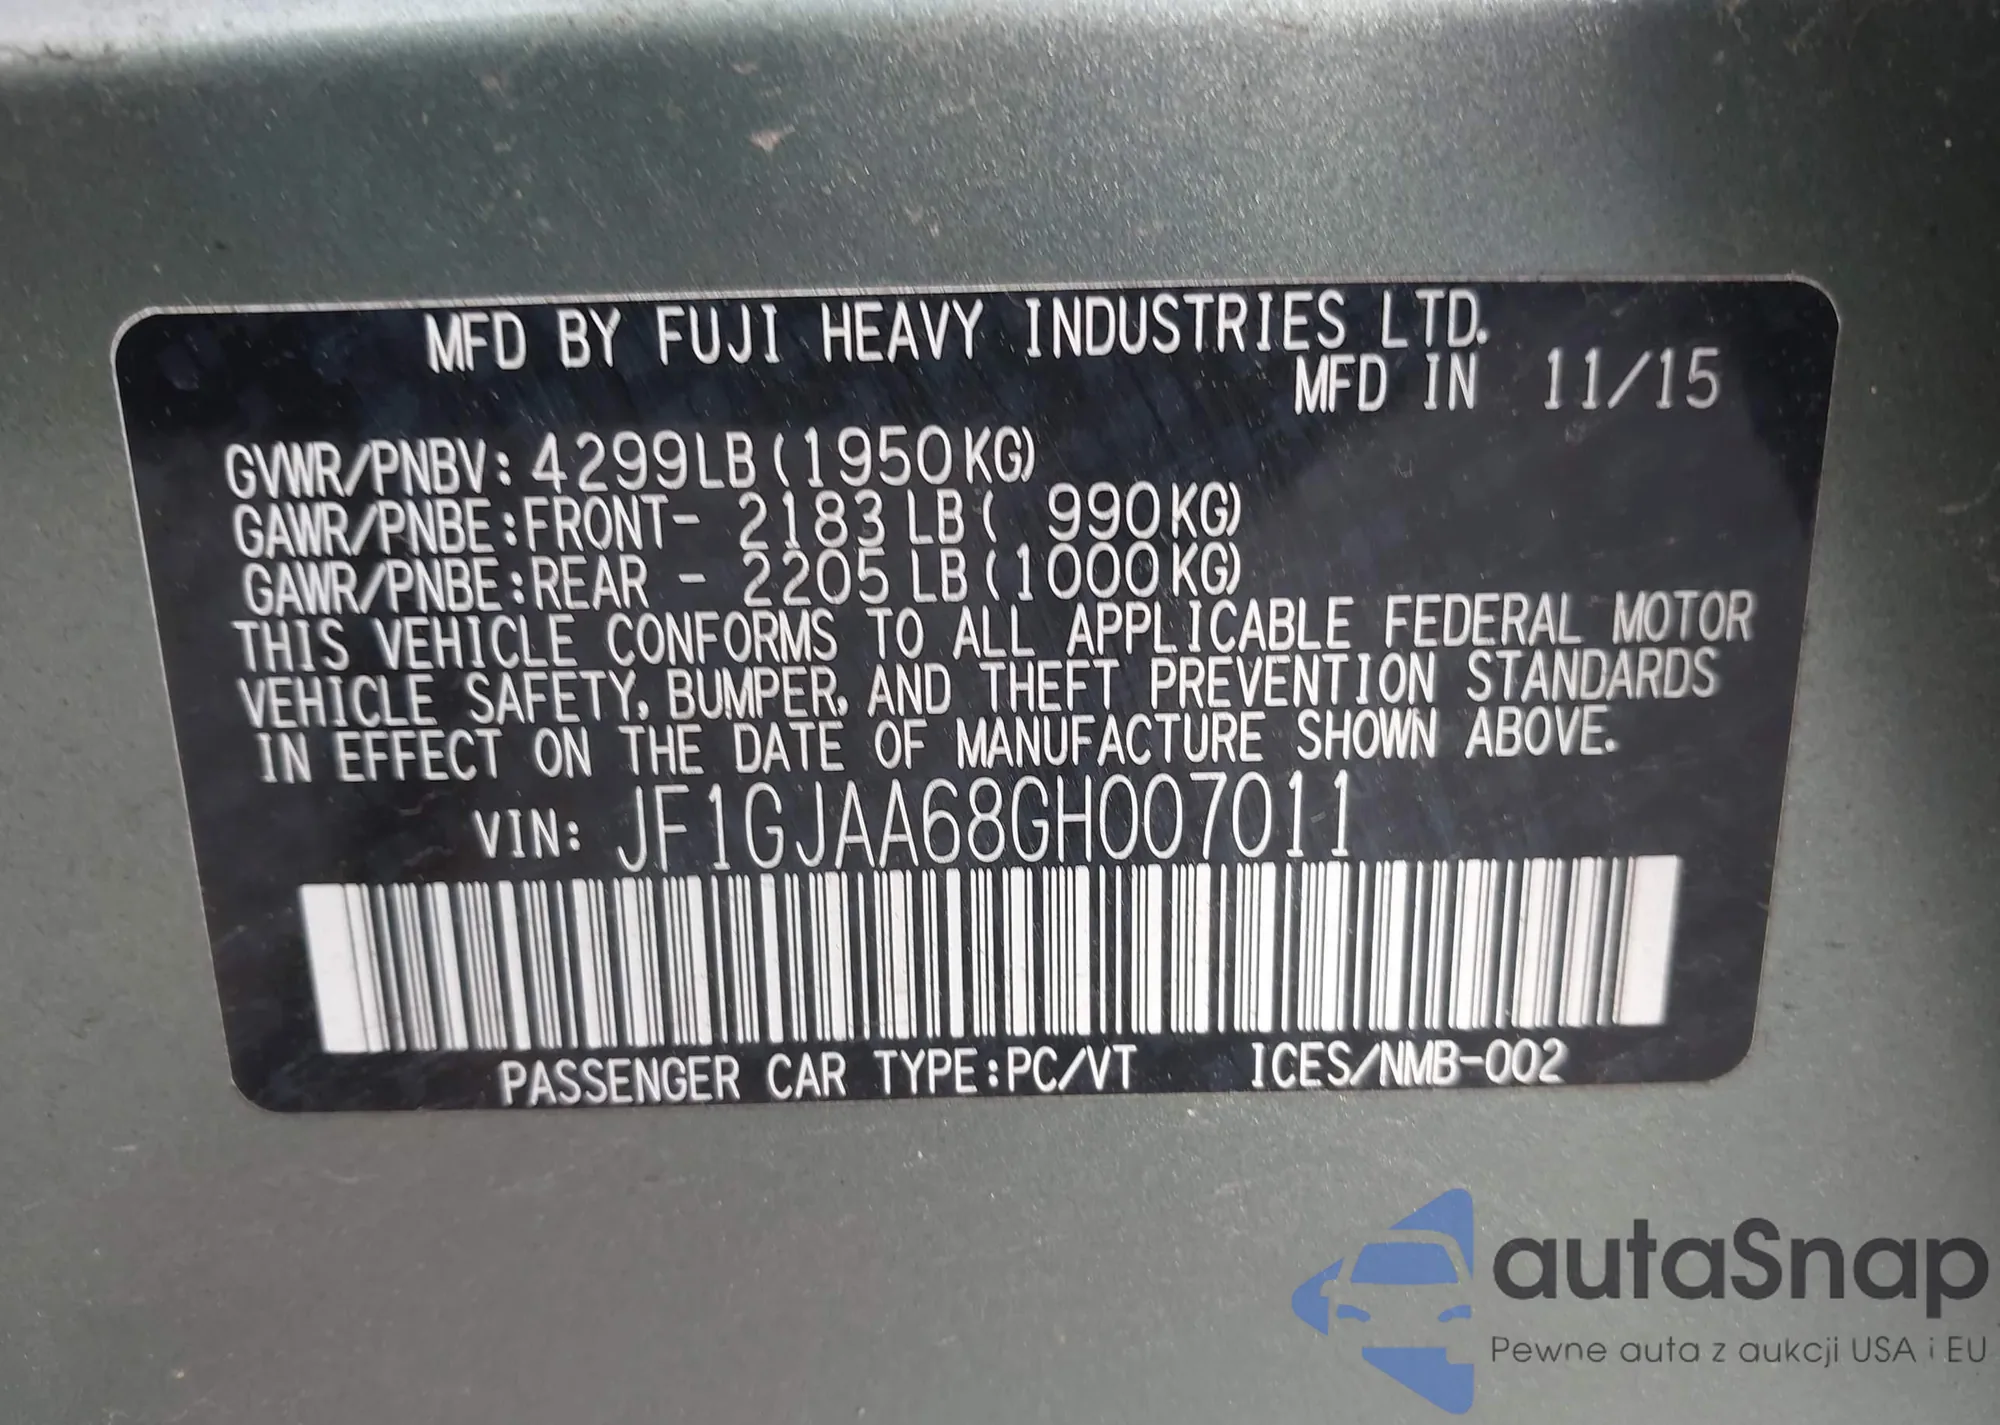 MFD BY FUJI HEAVY INDUSTRIES LTD.
MFD IN 11/15
GVWR/PNBV: 4299LB (1950KG)
GAWR/PNBE:FRONT- 2183 LB ( 990KG)
GAWR/PNBE:REAR - 2205 LB (1000KG)
THIS VEHICLE CONFORMS TO ALL APPLICABLE FEDERAL MOTOR
VEHICLE SAFETY, BUMPER, AND THEFT PREVENTION STANDARDS
IN EFFECT ON THE DATE OF MANUFACTURE SHOWN ABOVE.
VIN: JF1GJAA68GH007011
PASSENGER CAR TYPE:PC/VT ICES/NMB-002
autaSnap
Pewne auta z aukcji USA i EU